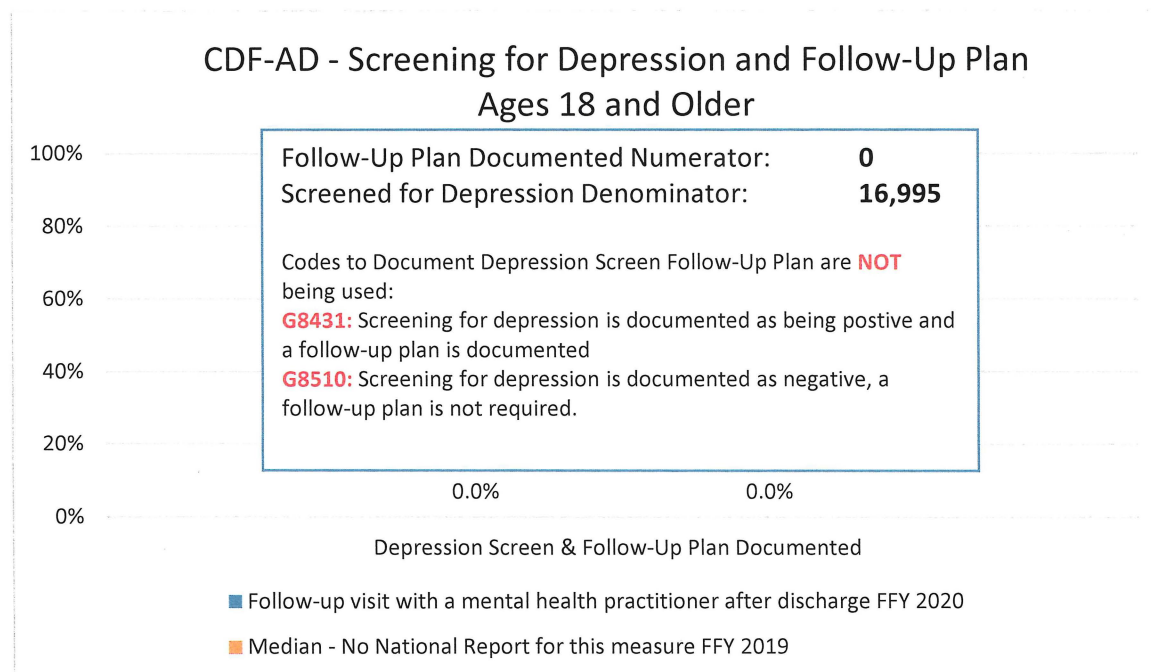 CDF-AD - Screening for Depression and Follow-Up Plan
Ages 18 and Older
100%
80%
60%
40%
20%
0%
Follow-Up Plan Documented Numerator: 0
Screened for Depression Denominator: 16,995
Codes to Document Depression Screen Follow-Up Plan are NOT
being used:
G8431: Screening for depression is documented as being postive and
a follow-up plan is documented
G8510: Screening for depression is documented as negative, a
follow-up plan is not required.
0.0% 0.0%
Depression Screen & Follow-Up Plan Documented
Follow-up visit with a mental health practitioner after discharge FFY 2020
Median - No National Report for this measure FFY 2019